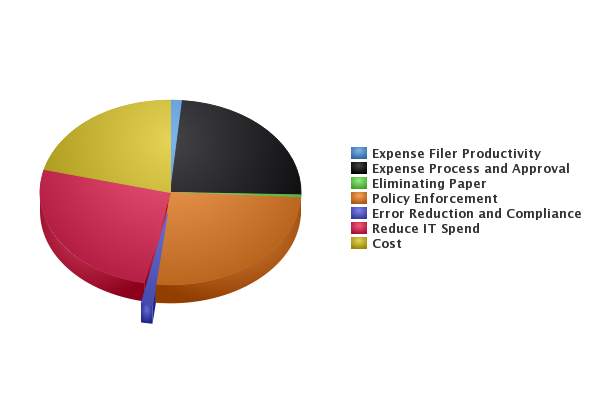 Expense Filer Productivity
Expense Process and Approval
Eliminating Paper
Policy Enforcement
Error Reduction and Compliance
Reduce IT Spend
Cost